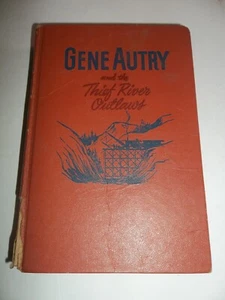 GENE AUTRY
and the
Thief River
Outlaws